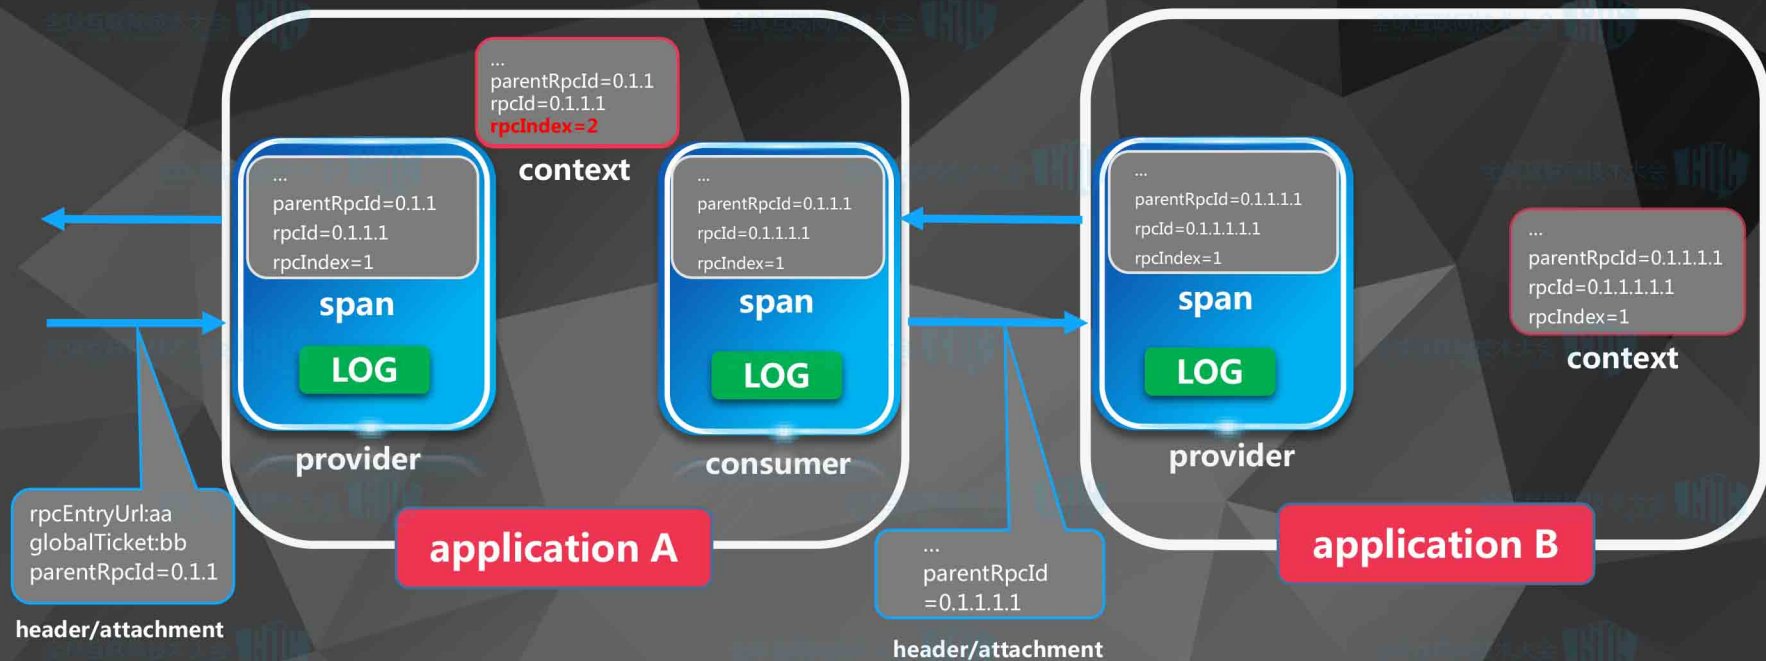 ...
parentRpcId=0.1.1
rpcId=0.1.1.1
rpcIndex=2
context
...
parentRpcId=0.1.1
rpcId=0.1.1.1
rpcIndex=1
span
LOG
provider
...
parentRpcId=0.1.1.1
rpcId=0.1.1.1.1
rpcIndex=1
span
LOG
consumer
rpcEntryUrl:aa
globalTicket:bb
parentRpcId=0.1.1
header/attachment
application A
...
parentRpcId
=0.1.1.1.1
header/attachment
...
parentRpcId=0.1.1.1.1
rpcId=0.1.1.1.1.1
rpcIndex=1
span
LOG
provider
...
parentRpcId=0.1.1.1.1
rpcId=0.1.1.1.1.1
rpcIndex=1
context
application B